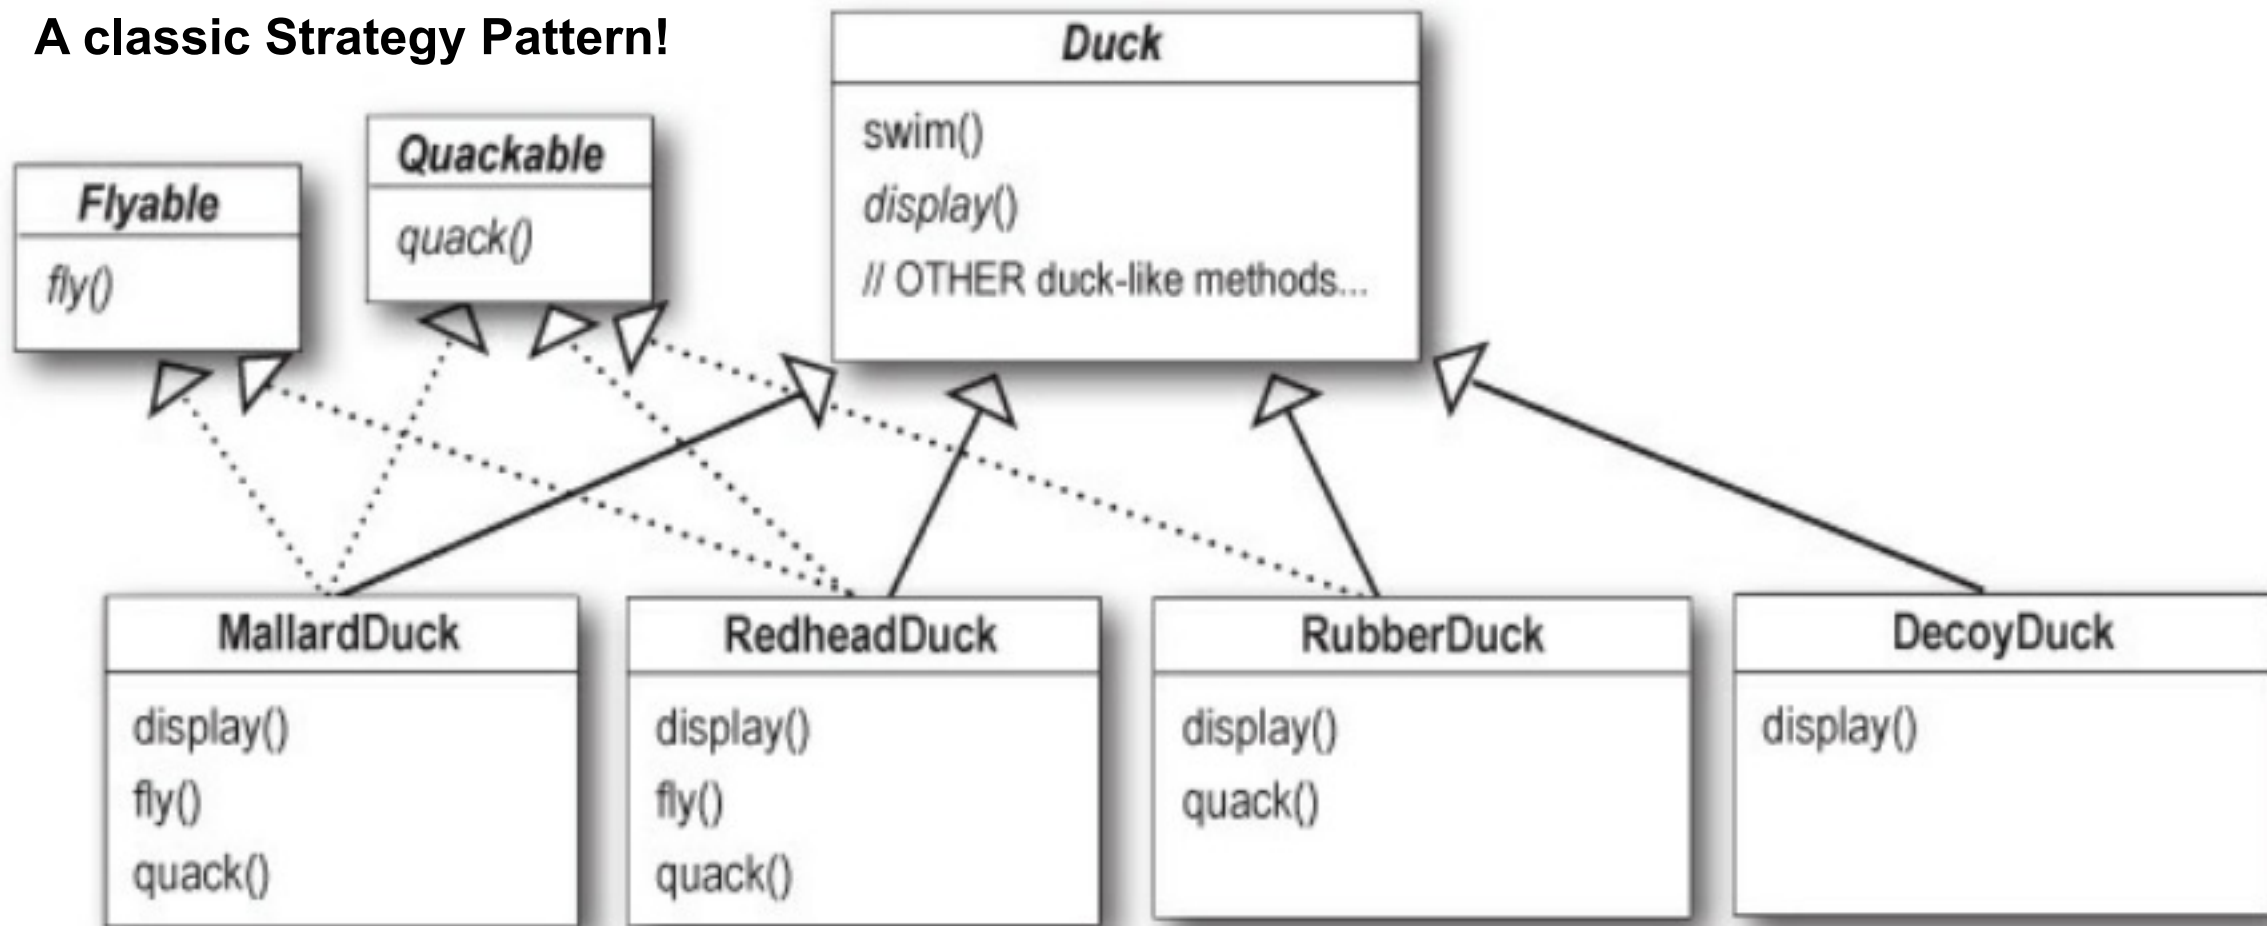 A classic Strategy Pattern!
Duck
swim()
display()
// OTHER duck-like methods...
Quackable
quack()
Flyable
fly()
MallardDuck
display()
fly()
quack()
RedheadDuck
display()
fly()
quack()
RubberDuck
display()
quack()
DecoyDuck
display()